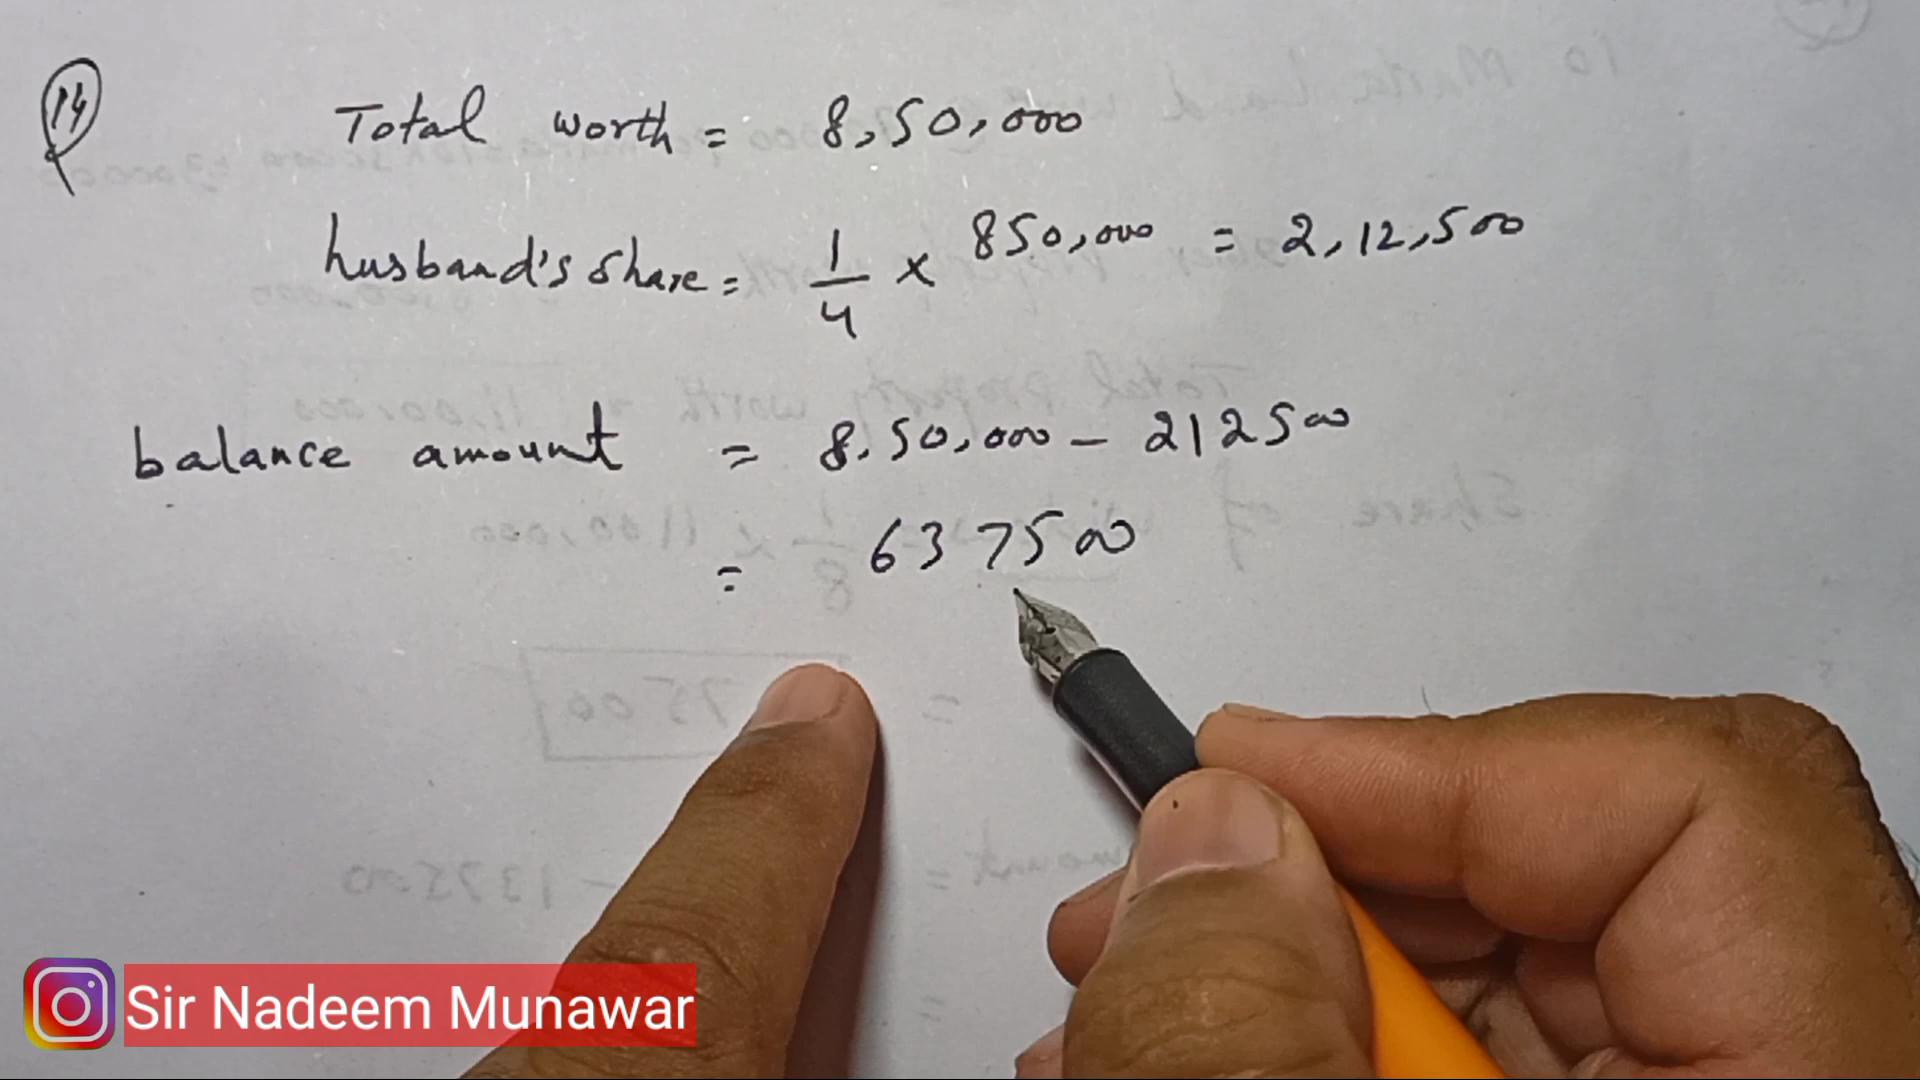 Q 14
Total worth = 8,50,000
husband's share = 1/4 × 850,000 = 2,12,500
balance amount = 8,50,000 - 212500
= 637500
Sir Nadeem Munawar